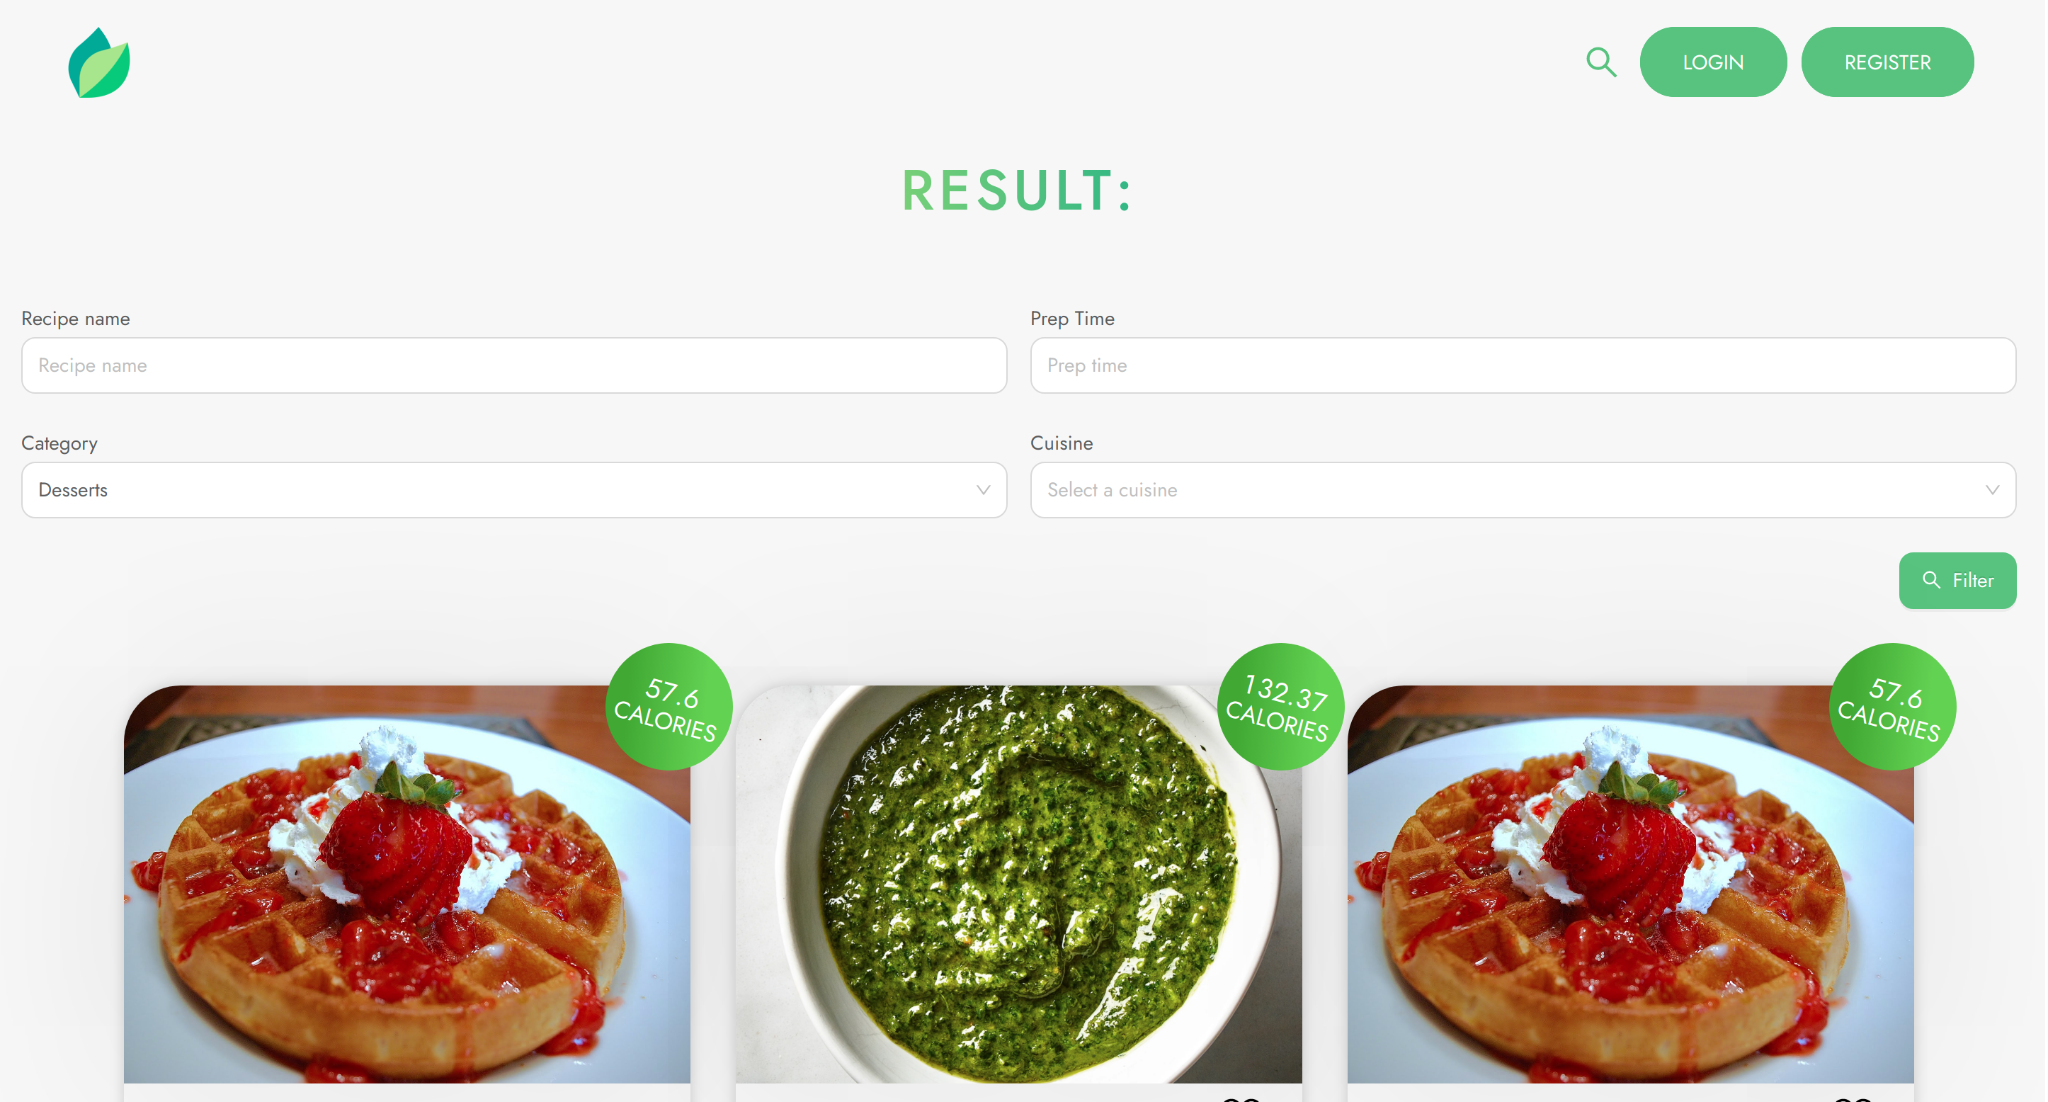 LOGIN
REGISTER
RESULT:
Recipe name
Prep Time
Recipe name
Prep time
Category
Cuisine
Desserts
Select a cuisine
Filter
57.6
CALORIES
132.37
CALORIES
57.6
CALORIES